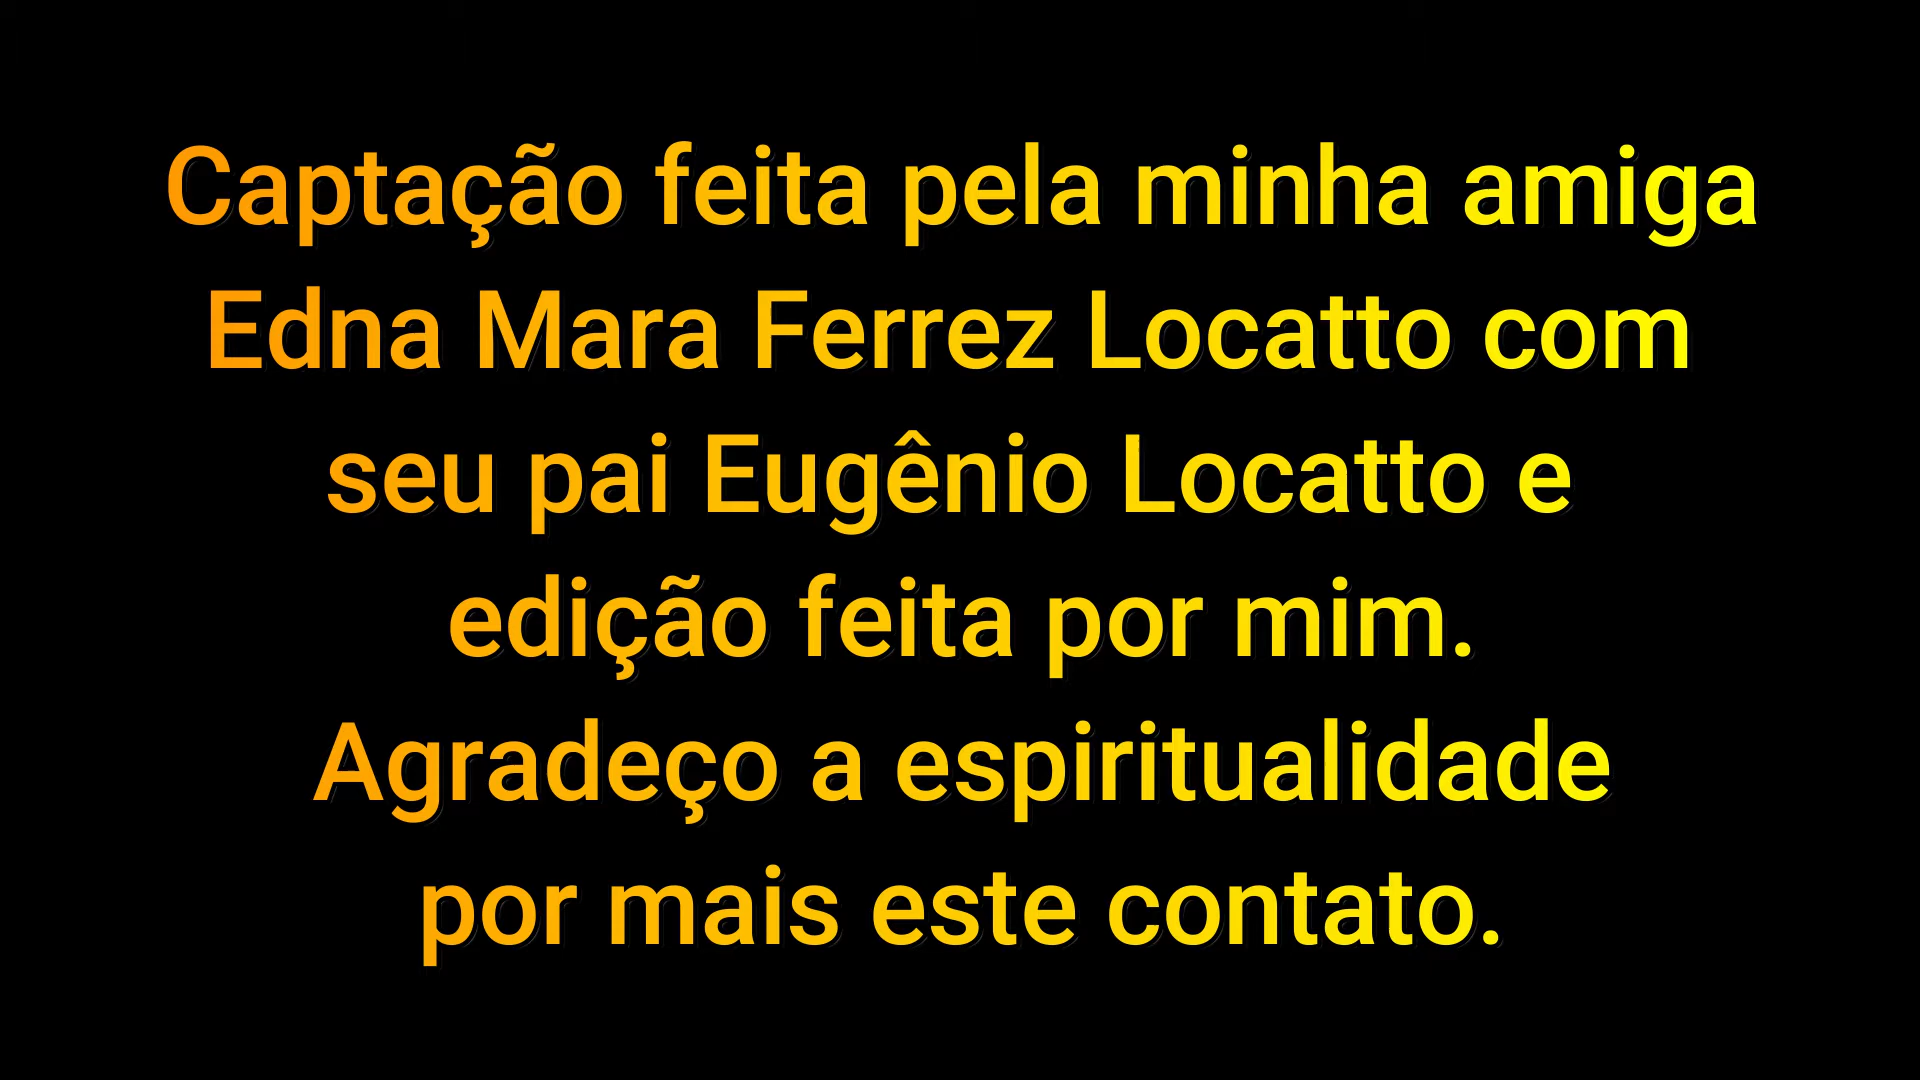 Captação feita pela minha amiga
Edna Mara Ferrez Locatto com
seu pai Eugênio Locatto e
edição feita por mim.
Agradeço a espiritualidade
por mais este contato.